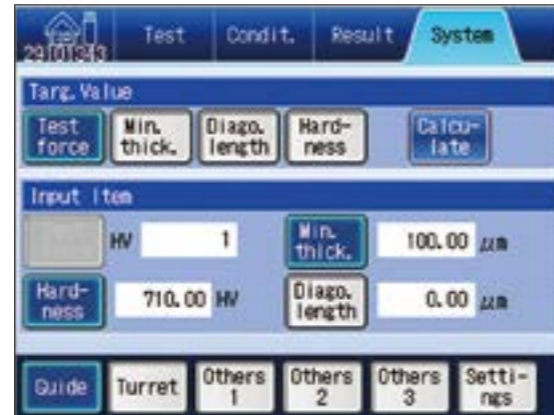 Test Condit. Result System
Targ. Value
Test force Min. thick. Diago. length Hard- ness Calcu- late
Input Item
HV 1 Min. thick. 100.00 μm
Hard- ness 710.00 HV Diago. length 0.00 μm
Guide Turret Others 1 Others 2 Others 3 Setti- ngs